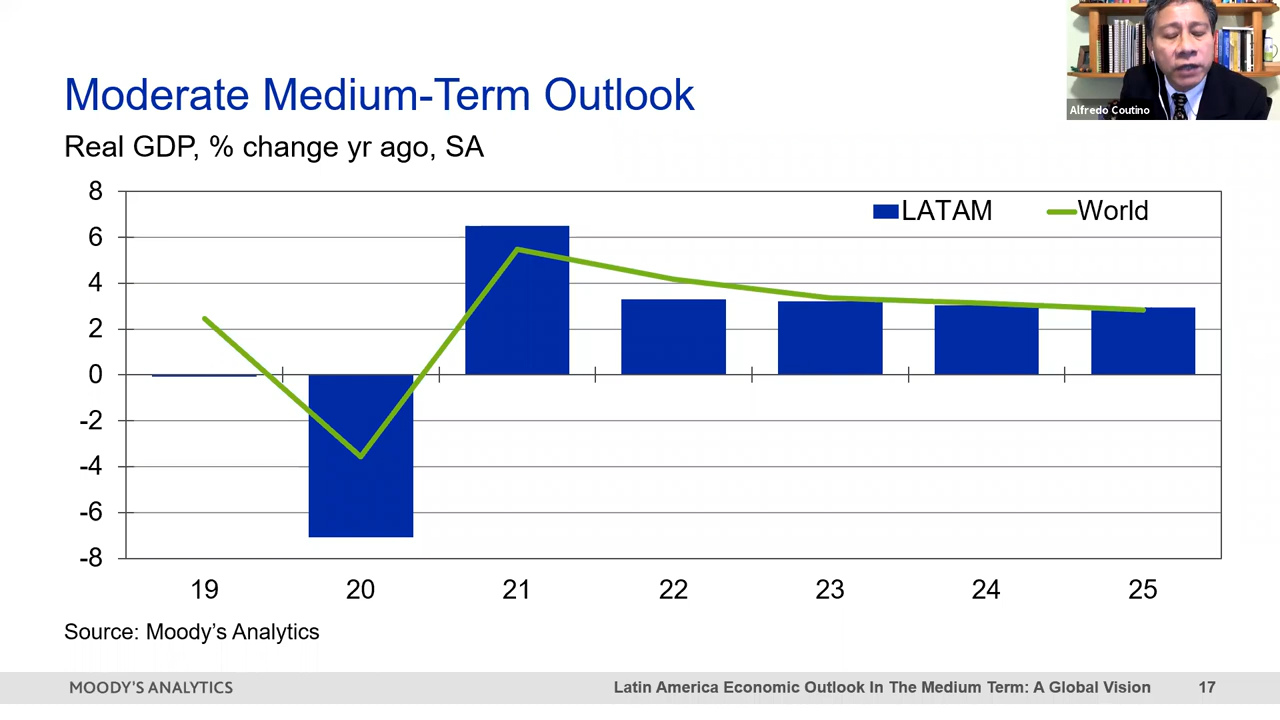 Alfredo Coutino
Moderate Medium-Term Outlook
Real GDP, % change yr ago, SA
LATAM World
8
6
4
2
0
-2
-4
-6
-8
19 20 21 22 23 24 25
Source: Moody’s Analytics
MOODY'S ANALYTICS Latin America Economic Outlook In The Medium Term: A Global Vision 17